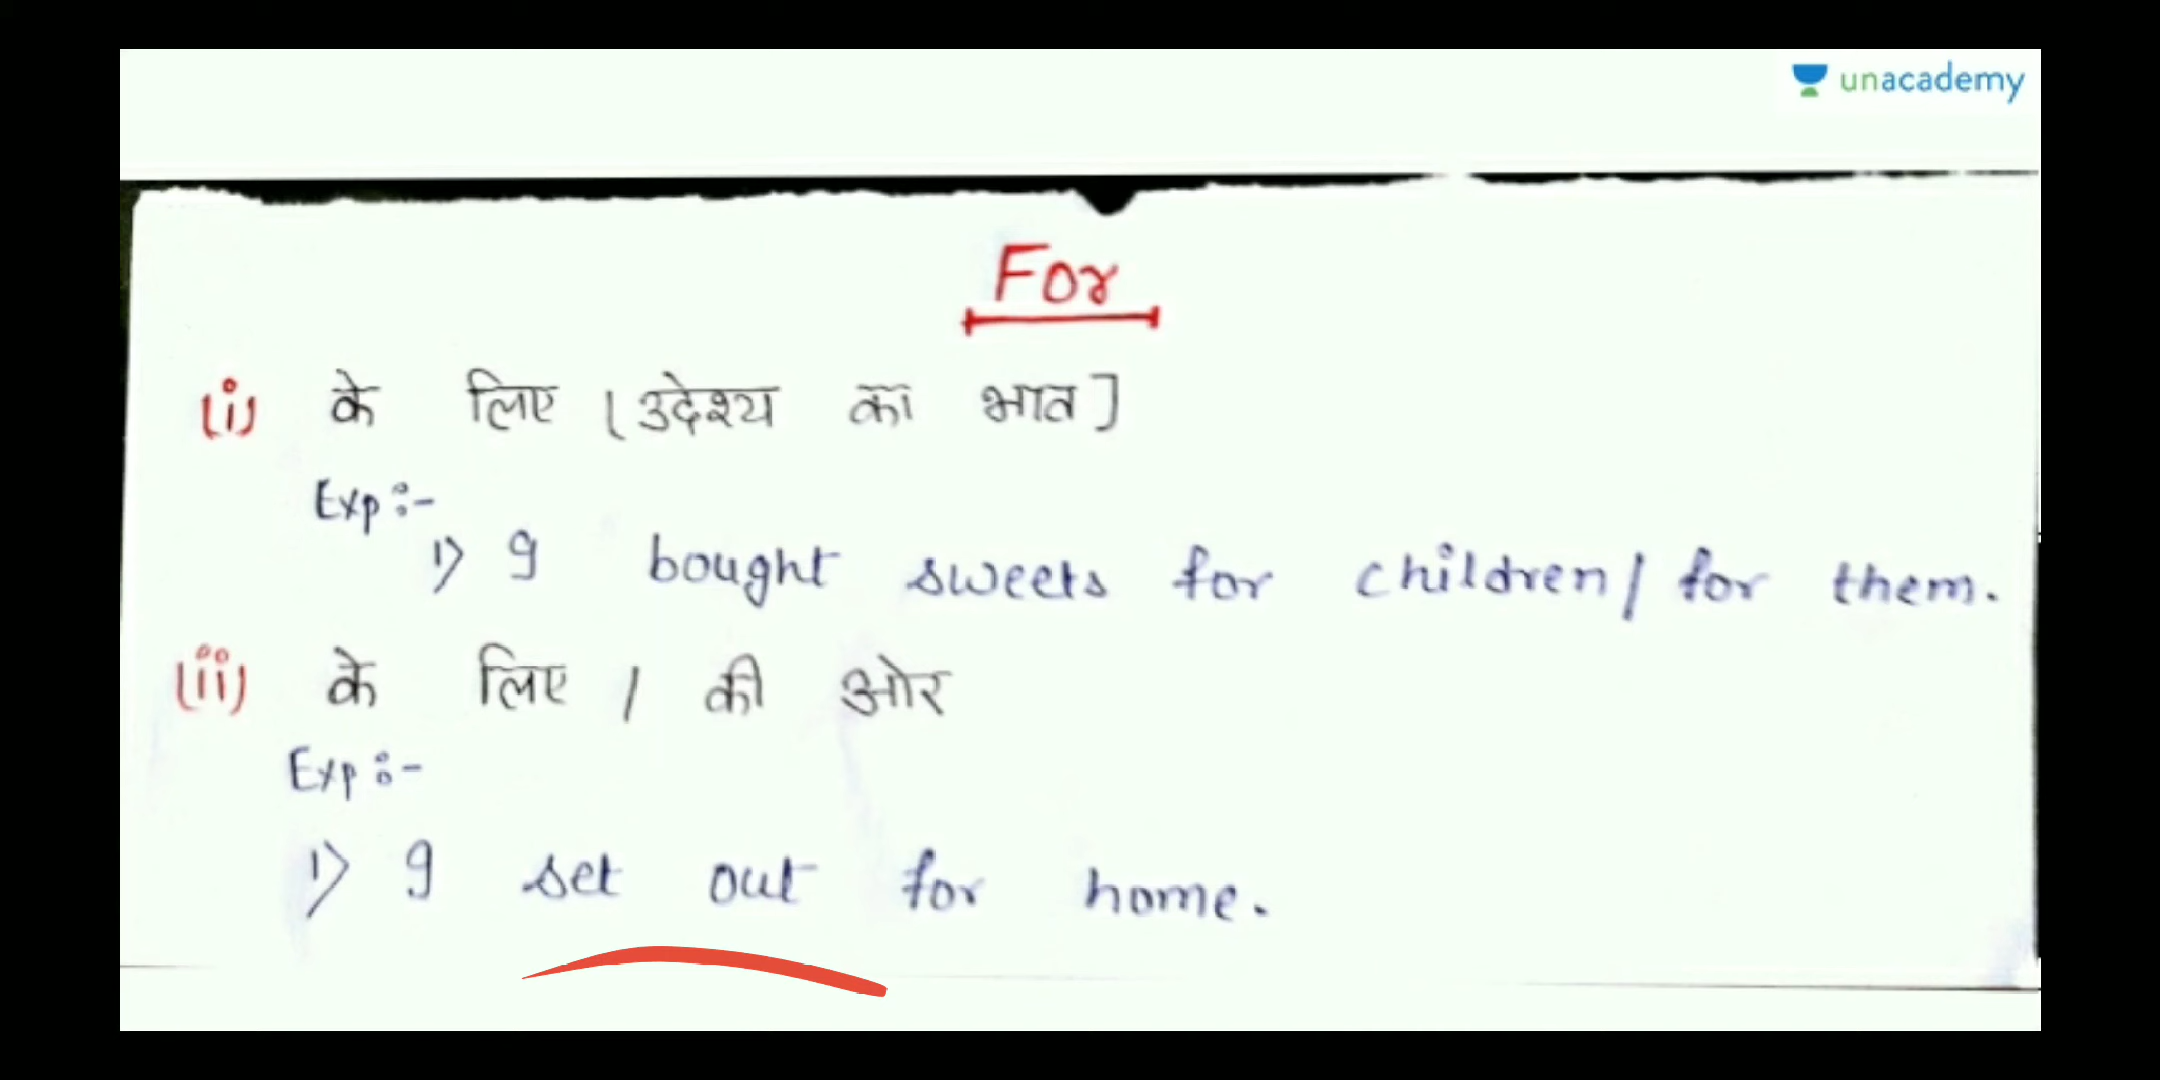 unacademy
For
(i) के लिए [उदेश्य का भाव]
Exp :-
1) I bought sweets for children / for them.
(ii) के लिए / की ओर
Exp :-
1) I set out for home.